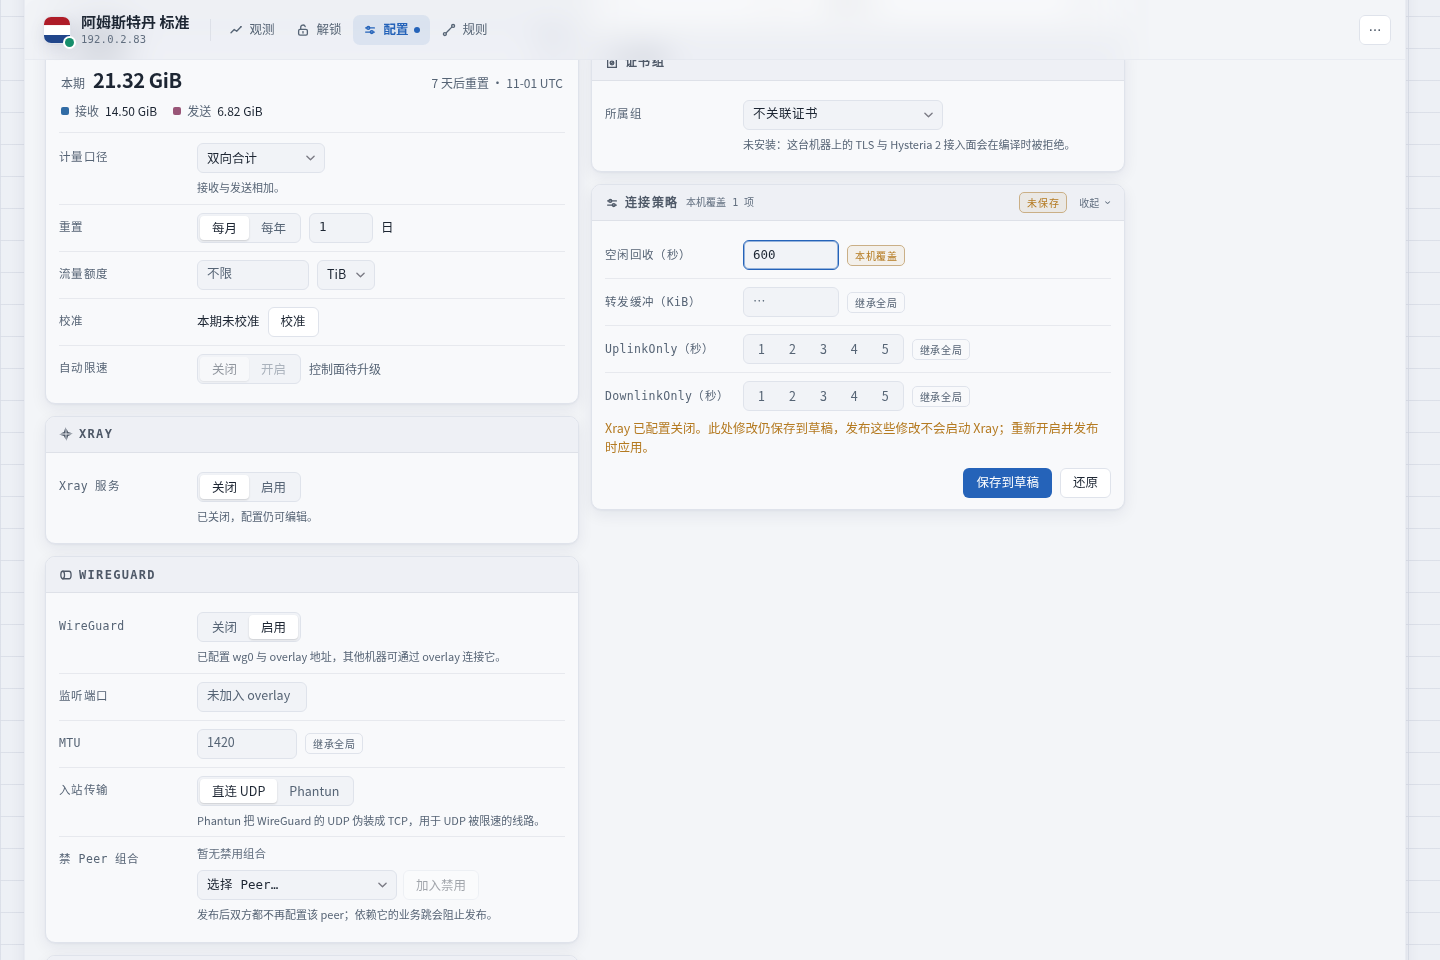 阿姆斯特丹 标准
192.0.2.83
观测
解锁
配置
规则
···
本期 21.32 GiB
7 天后重置 • 11-01 UTC
接收 14.50 GiB 发送 6.82 GiB
计量口径
双向合计
接收与发送相加。
重置
每月 每年 1 日
流量额度
不限 TiB
校准
本期未校准 校准
自动限速
关闭 开启 控制面待升级
XRAY
Xray 服务
关闭 启用
已关闭，配置仍可编辑。
WIREGUARD
WireGuard
关闭 启用
已配置 wg0 与 overlay 地址，其他机器可通过 overlay 连接它。
监听端口
未加入 overlay
MTU
1420 继承全局
入站传输
直连 UDP Phantun
Phantun 把 WireGuard 的 UDP 伪装成 TCP，用于 UDP 被限速的线路。
禁 Peer 组合
暂无禁用组合
选择 Peer… 加入禁用
发布后双方都不再配置该 peer；依赖它的业务跳会阻止发布。
证书组
所属组
不关联证书
未安装：这台机器上的 TLS 与 Hysteria 2 接入面会在编译时被拒绝。
连接策略 本机覆盖 1 项 未保存 收起
空闲回收（秒） 600 本机覆盖
转发缓冲（KiB） ··· 继承全局
UplinkOnly（秒） 1 2 3 4 5 继承全局
DownlinkOnly（秒） 1 2 3 4 5 继承全局
Xray 已配置关闭。此处修改仍保存到草稿，发布这些修改不会启动 Xray；重新开启并发布
时应用。
保存到草稿 还原